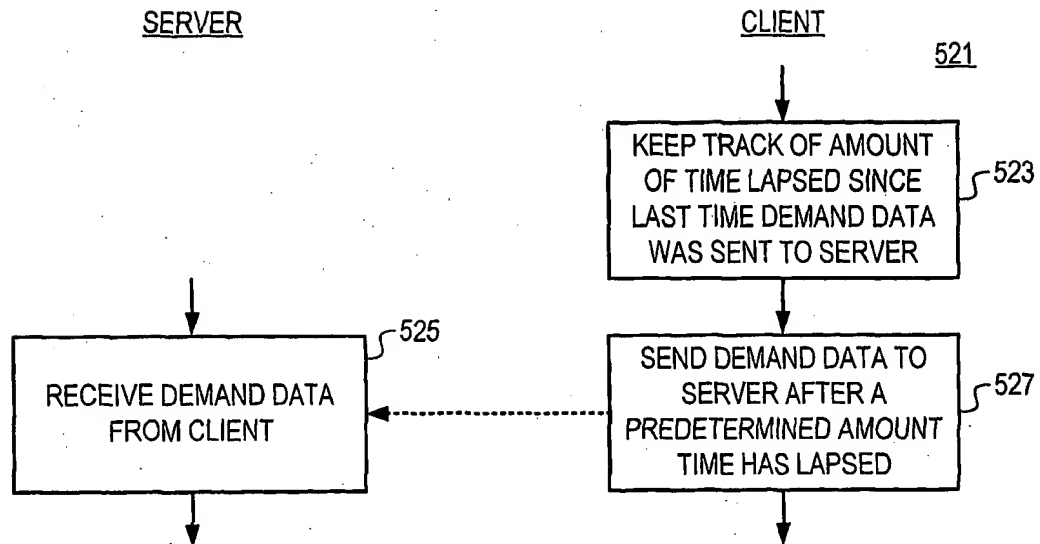 SERVER
CLIENT
521
KEEP TRACK OF AMOUNT
OF TIME LAPSED SINCE
LAST TIME DEMAND DATA
WAS SENT TO SERVER
523
RECEIVE DEMAND DATA
FROM CLIENT
525
SEND DEMAND DATA TO
SERVER AFTER A
PREDETERMINED AMOUNT
TIME HAS LAPSED
527